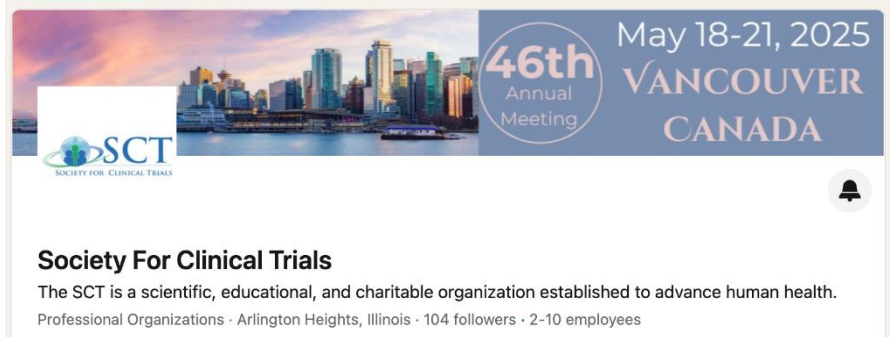 46th
Annual
Meeting
May 18-21, 2025
VANCOUVER
CANADA
SCT
SOCIETY FOR CLINICAL TRIALS
Society For Clinical Trials
The SCT is a scientific, educational, and charitable organization established to advance human health.
Professional Organizations · Arlington Heights, Illinois · 104 followers · 2-10 employees